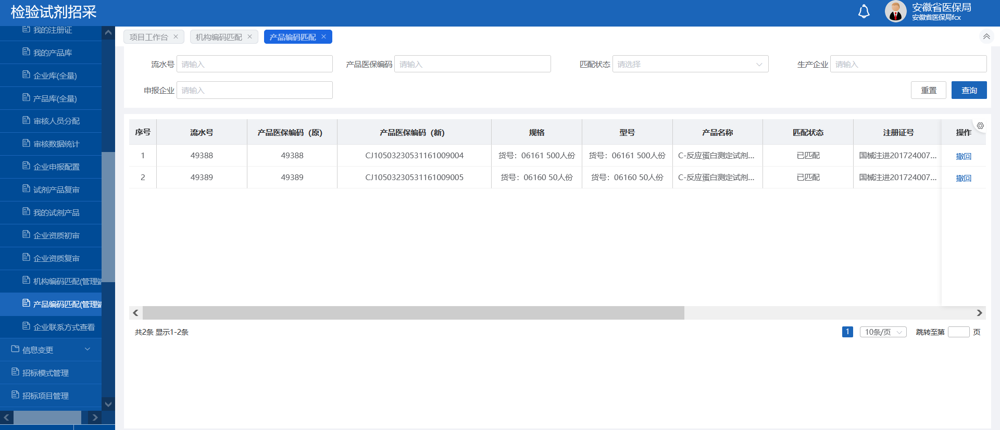 检验试剂招采
安徽省医保局
安徽省医保局fcx
我的注册证
我的产品库
企业库(全量)
产品库(全量)
审核人员分配
审核数据统计
企业申报配置
试剂产品复审
我的试剂产品
企业资质初审
企业资质复审
机构编码匹配(管理端
产品编码匹配(管理端
企业联系方式查看
信息变更
招标模式管理
招标项目管理
项目工作台 × 机构编码匹配 × 产品编码匹配 ×
流水号 请输入 产品医保编码 请输入 匹配状态 请选择 生产企业 请输入
申报企业 请输入 重置 查询
序号 流水号 产品医保编码（原） 产品医保编码（新） 规格 型号 产品名称 匹配状态 注册证号 操作
1 49388 49388 CJ10503230531161009004 货号：06161 500人份 货号：06161 500人份 C-反应蛋白测定试剂... 已匹配 国械注进201724007... 撤回
2 49389 49389 CJ10503230531161009005 货号：06160 50人份 货号：06160 50人份 C-反应蛋白测定试剂... 已匹配 国械注进201724007... 撤回
共2条 显示1-2条 1 10条/页 跳转至第 页